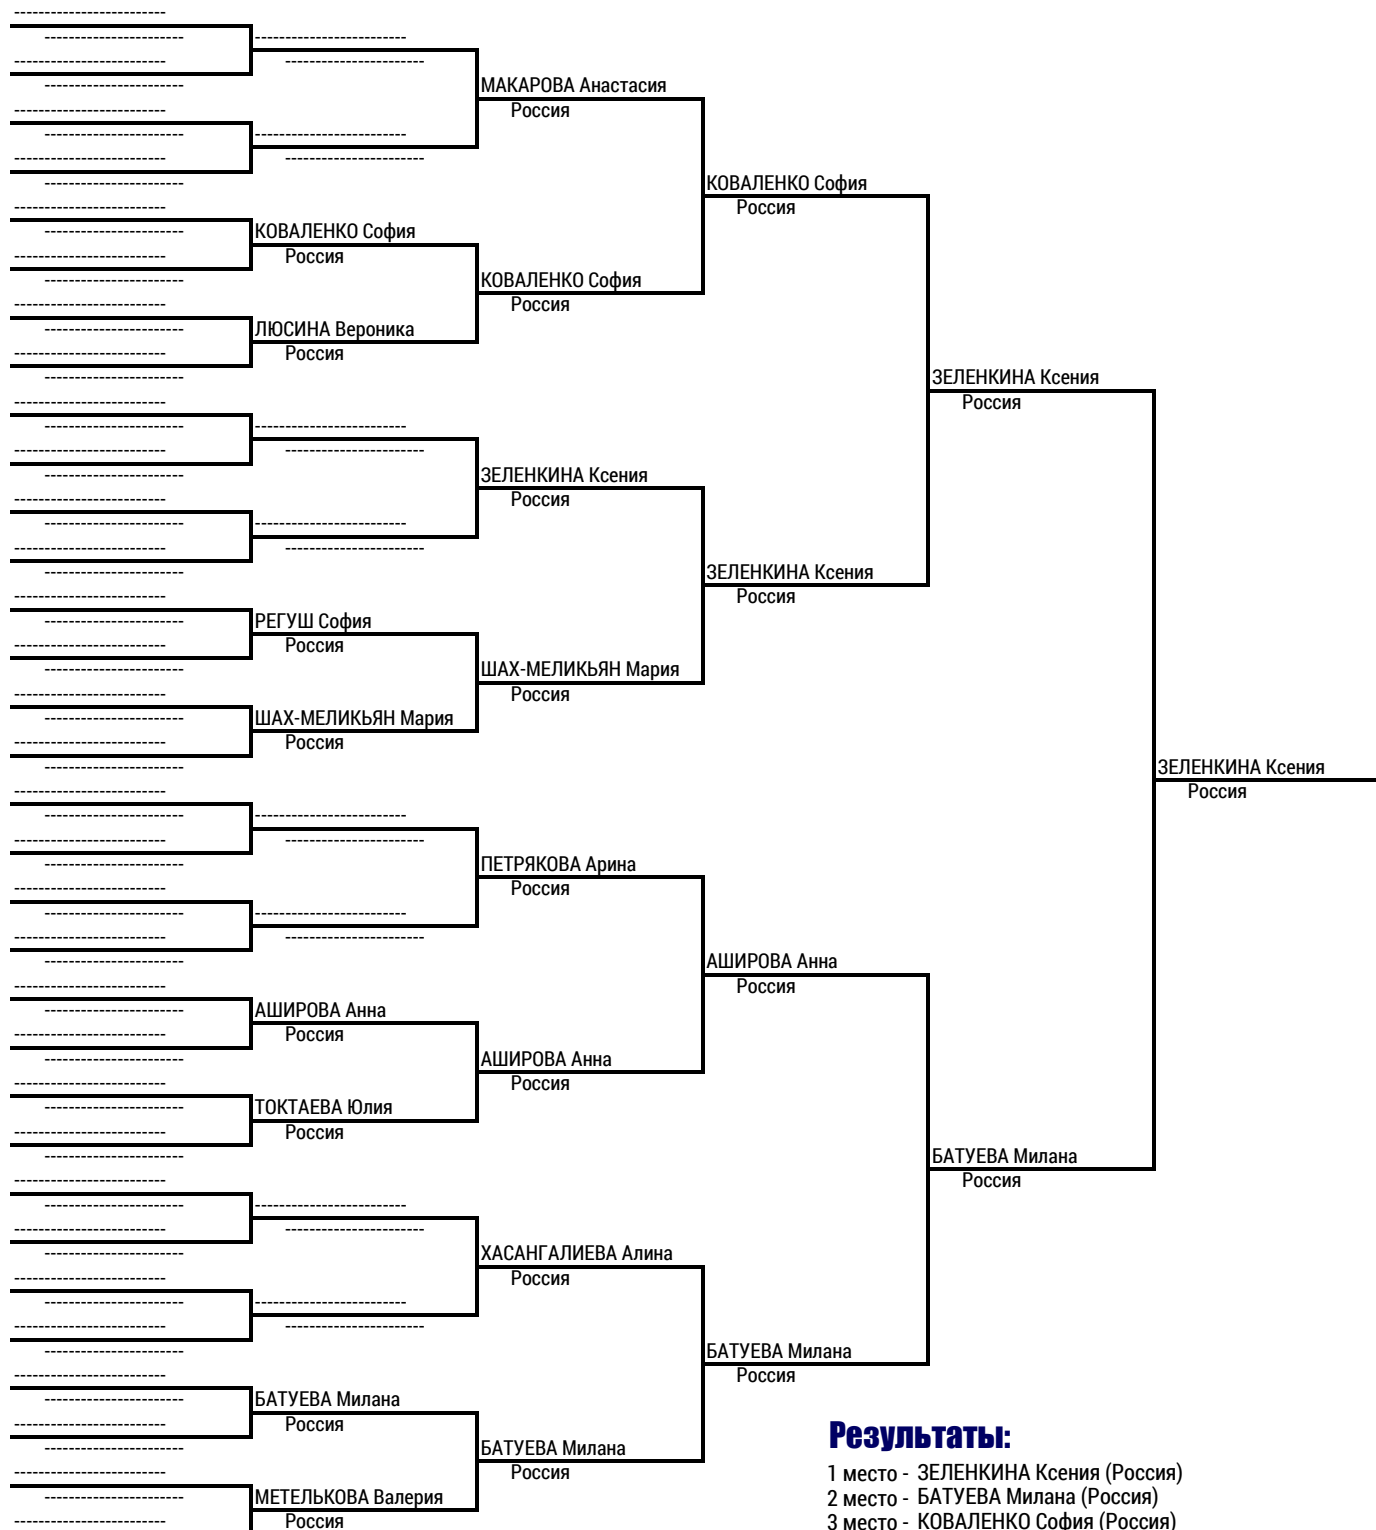 МАКАРОВА Анастасия
Россия
КОВАЛЕНКО София
Россия
КОВАЛЕНКО София
Россия
КОВАЛЕНКО София
Россия
ЛЮСИНА Вероника
Россия
ЗЕЛЕНКИНА Ксения
Россия
ЗЕЛЕНКИНА Ксения
Россия
ЗЕЛЕНКИНА Ксения
Россия
РЕГУШ София
Россия
ШАХ-МЕЛИКЬЯН Мария
Россия
ШАХ-МЕЛИКЬЯН Мария
Россия
ЗЕЛЕНКИНА Ксения
Россия
ПЕТРЯКОВА Арина
Россия
АШИРОВА Анна
Россия
АШИРОВА Анна
Россия
АШИРОВА Анна
Россия
ТОКТАЕВА Юлия
Россия
БАТУЕВА Милана
Россия
ХАСАНГАЛИЕВА Алина
Россия
БАТУЕВА Милана
Россия
БАТУЕВА Милана
Россия
БАТУЕВА Милана
Россия
МЕТЕЛЬКОВА Валерия
Россия
Результаты:
1 место - ЗЕЛЕНКИНА Ксения (Россия)
2 место - БАТУЕВА Милана (Россия)
3 место - КОВАЛЕНКО София (Россия)